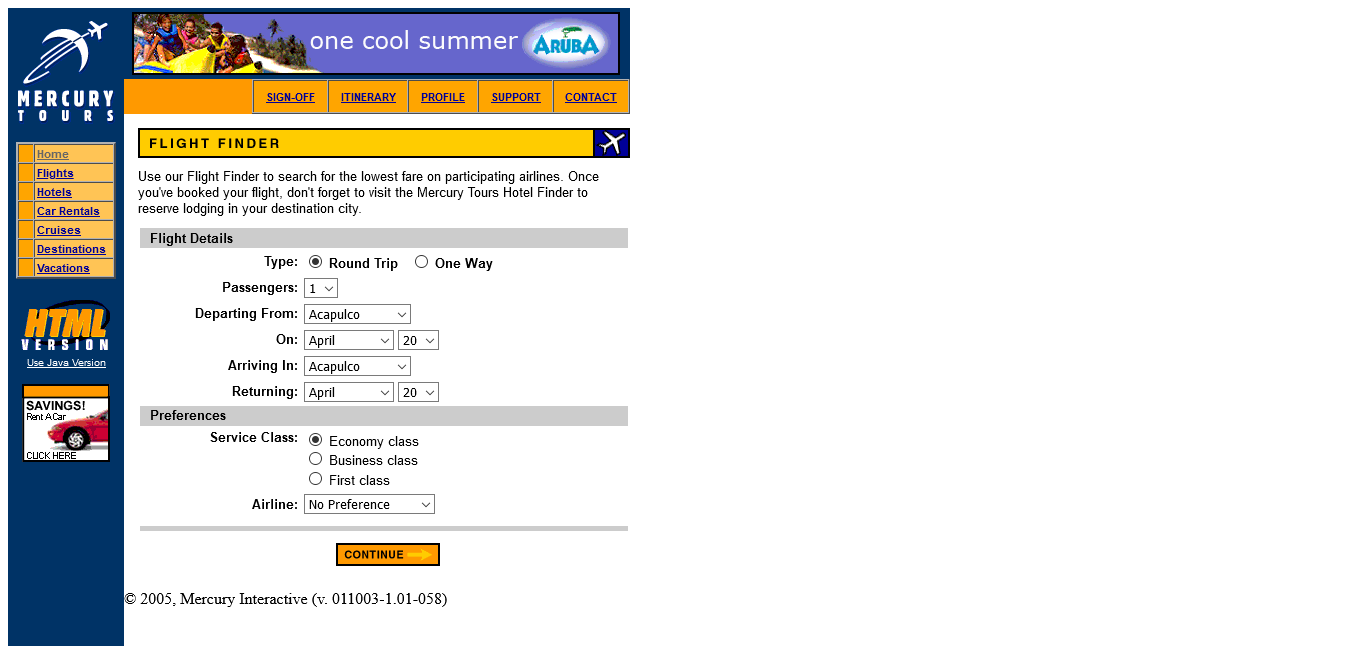 one cool summer
ARUBA
MERCURY
TOURS
SIGN-OFF
ITINERARY
PROFILE
SUPPORT
CONTACT
Home
Flights
Hotels
Car Rentals
Cruises
Destinations
Vacations
HTML
VERSION
Use Java Version
SAVINGS!
Rent A Car
CLICK HERE
FLIGHT FINDER
Use our Flight Finder to search for the lowest fare on participating airlines. Once
you've booked your flight, don't forget to visit the Mercury Tours Hotel Finder to
reserve lodging in your destination city.
Flight Details
Type: Round Trip One Way
Passengers: 1
Departing From: Acapulco
On: April 20
Arriving In: Acapulco
Returning: April 20
Preferences
Service Class: Economy class
Business class
First class
Airline: No Preference
CONTINUE
© 2005, Mercury Interactive (v. 011003-1.01-058)